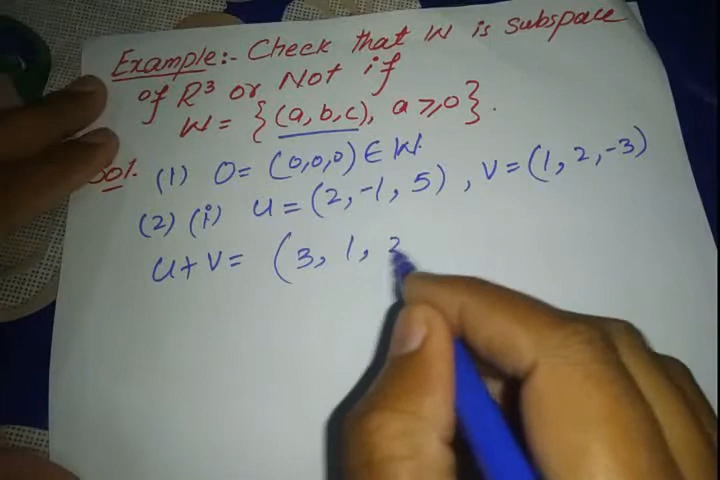 Example:- Check that W is subspace
of R³ or Not if
W = {(a, b, c), a ≥, 0}.
Sol. (1) 0 = (0,0,0) ∈ W.
(2) (i) u = (2, -1, 5), v = (1, 2, -3)
u + v = (3, 1, 2